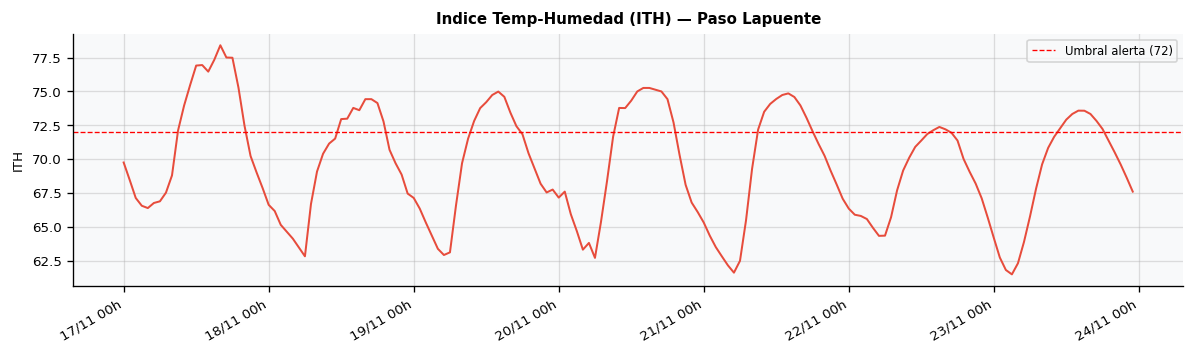 Indice Temp-Humedad (ITH) — Paso Lapuente
Umbral alerta (72)
ITH
77.5
75.0
72.5
70.0
67.5
65.0
62.5
17/11 00h
18/11 00h
19/11 00h
20/11 00h
21/11 00h
22/11 00h
23/11 00h
24/11 00h